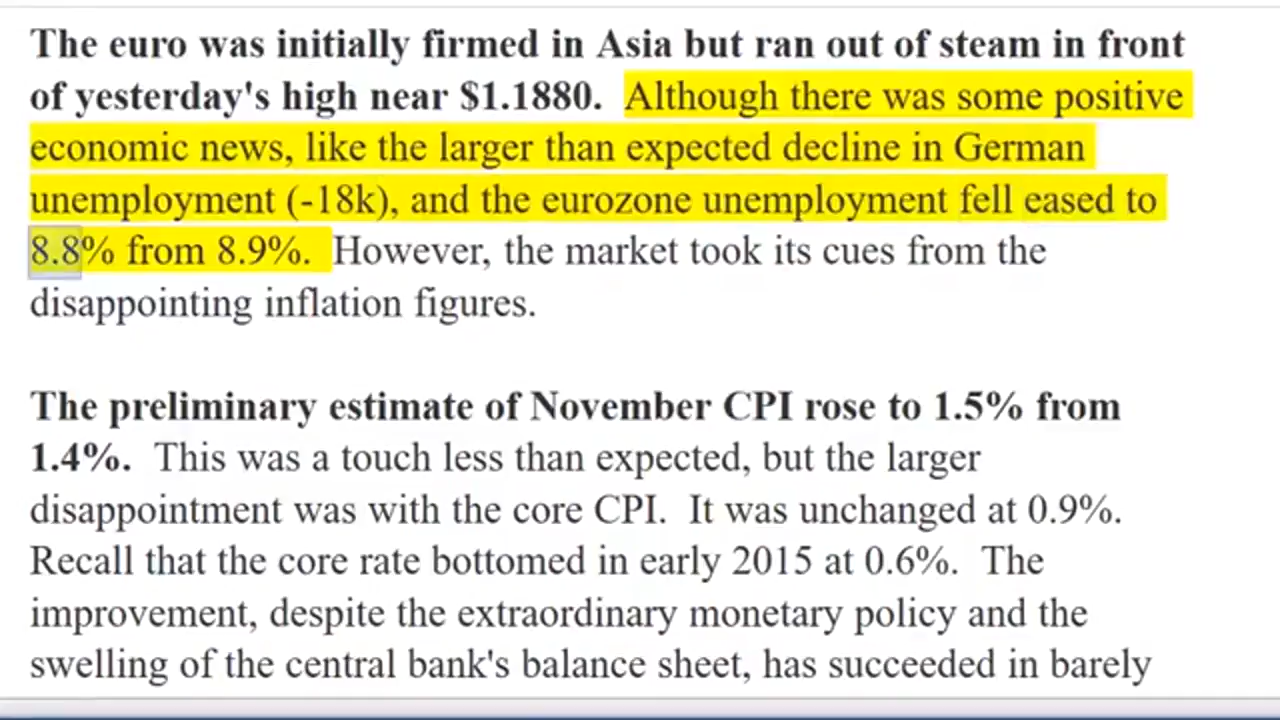 The euro was initially firmed in Asia but ran out of steam in front
of yesterday's high near $1.1880. Although there was some positive
economic news, like the larger than expected decline in German
unemployment (-18k), and the eurozone unemployment fell eased to
8.8% from 8.9%. However, the market took its cues from the
disappointing inflation figures.
The preliminary estimate of November CPI rose to 1.5% from
1.4%. This was a touch less than expected, but the larger
disappointment was with the core CPI. It was unchanged at 0.9%.
Recall that the core rate bottomed in early 2015 at 0.6%. The
improvement, despite the extraordinary monetary policy and the
swelling of the central bank's balance sheet, has succeeded in barely